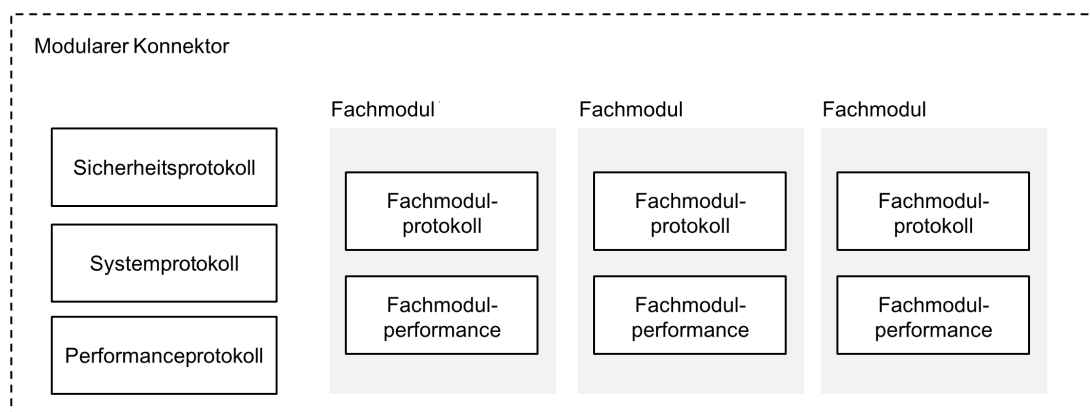 Modularer Konnektor
Fachmodul
Fachmodul
Fachmodul
Sicherheitsprotokoll
Systemprotokoll
Performanceprotokoll
Fachmodul-
protokoll
Fachmodul-
performance
Fachmodul-
protokoll
Fachmodul-
performance
Fachmodul-
protokoll
Fachmodul-
performance